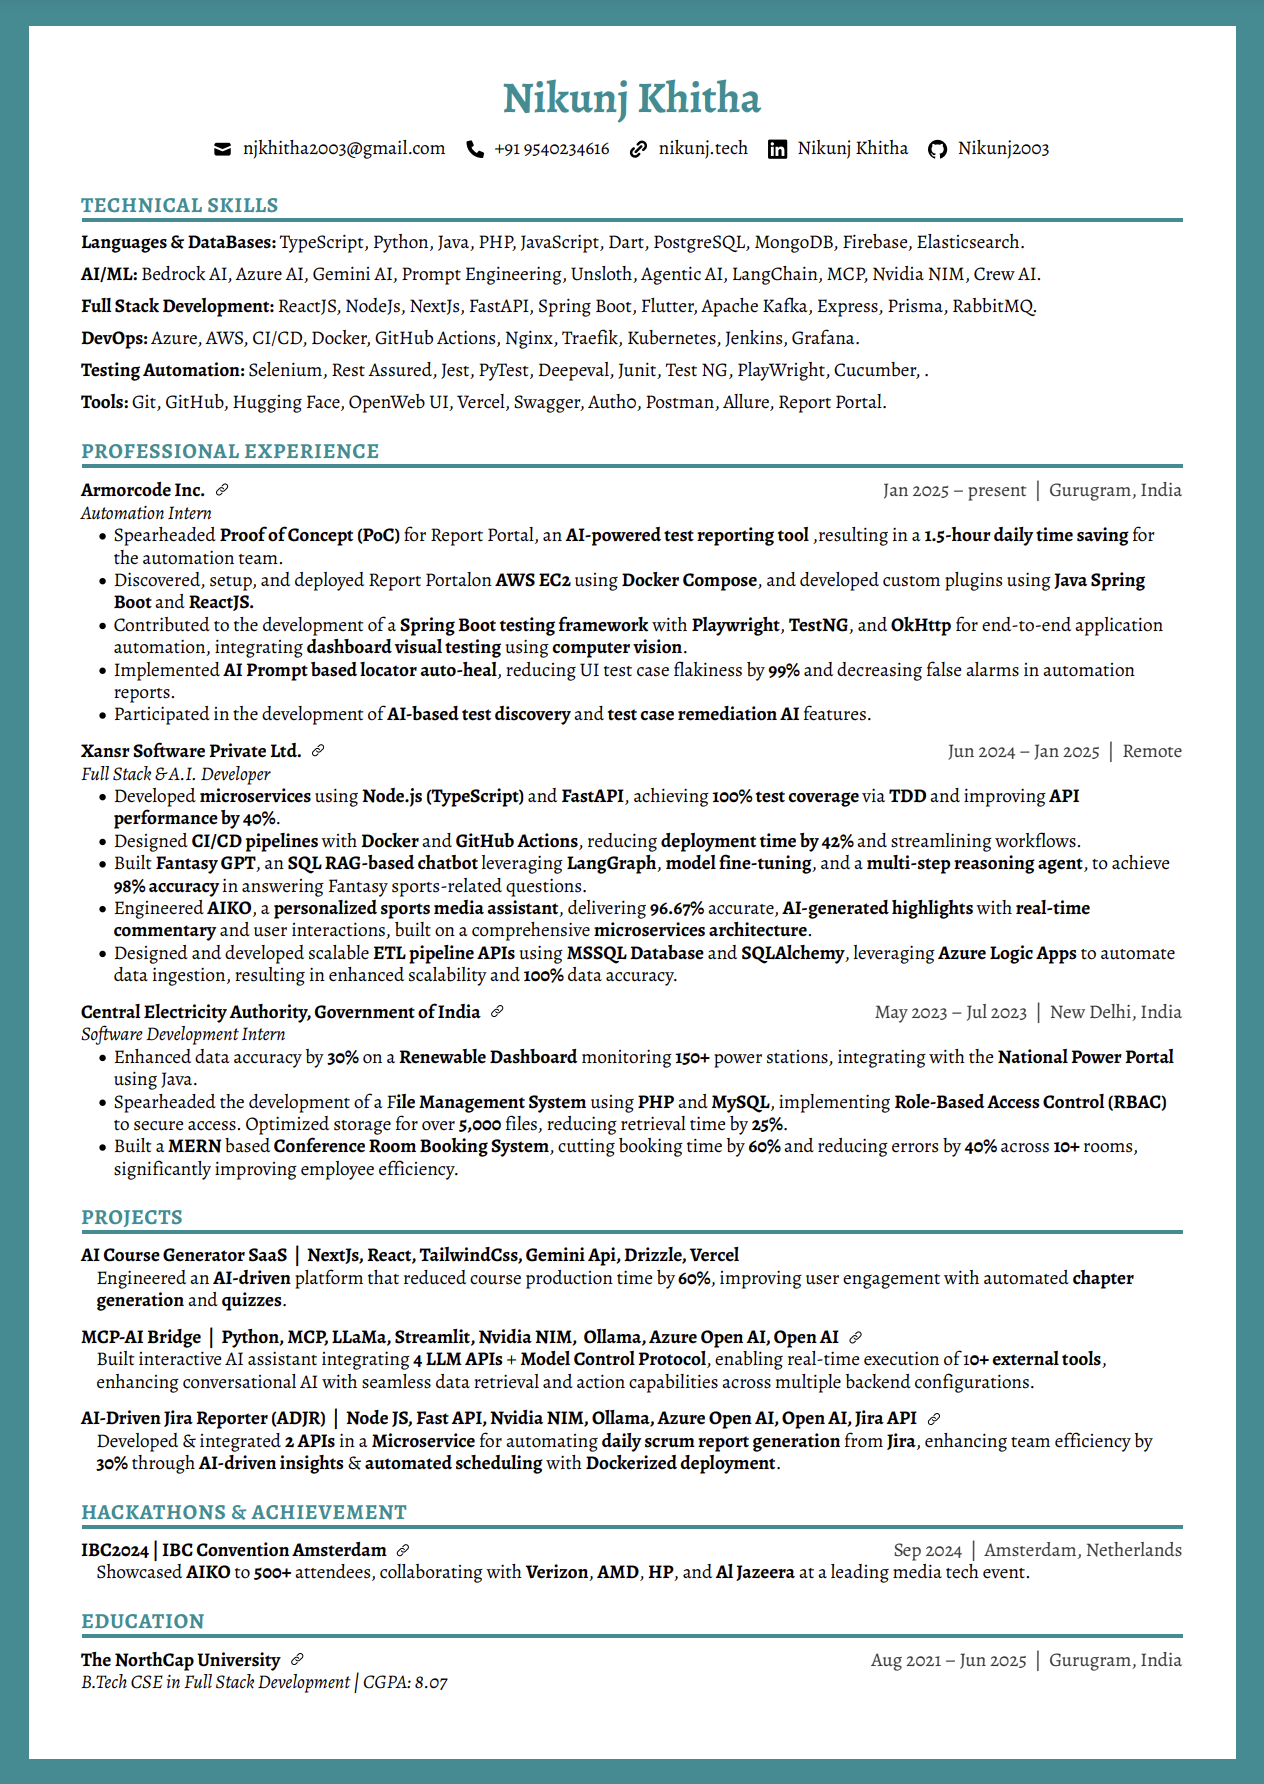 Nikunj Khitha
njkhitha2003@gmail.com +91 9540234616 nikunj.tech Nikunj Khitha Nikunj2003
TECHNICAL SKILLS
Languages & DataBases: TypeScript, Python, Java, PHP, JavaScript, Dart, PostgreSQL, MongoDB, Firebase, Elasticsearch.
AI/ML: Bedrock AI, Azure AI, Gemini AI, Prompt Engineering, Unsloth, Agentic AI, LangChain, MCP, Nvidia NIM, Crew AI.
Full Stack Development: ReactJS, NodeJs, NextJs, FastAPI, Spring Boot, Flutter, Apache Kafka, Express, Prisma, RabbitMQ.
DevOps: Azure, AWS, CI/CD, Docker, GitHub Actions, Nginx, Traefik, Kubernetes, Jenkins, Grafana.
Testing Automation: Selenium, Rest Assured, Jest, PyTest, Deepeval, Junit, Test NG, PlayWright, Cucumber, .
Tools: Git, GitHub, Hugging Face, OpenWeb UI, Vercel, Swagger, Auth0, Postman, Allure, Report Portal.
PROFESSIONAL EXPERIENCE
Armorcode Inc. Jan 2025 – present | Gurugram, India
Automation Intern
• Spearheaded Proof of Concept (PoC) for Report Portal, an AI-powered test reporting tool ,resulting in a 1.5-hour daily time saving for
the automation team.
• Discovered, setup, and deployed Report Portalon AWS EC2 using Docker Compose, and developed custom plugins using Java Spring
Boot and ReactJS.
• Contributed to the development of a Spring Boot testing framework with Playwright, TestNG, and OkHttp for end-to-end application
automation, integrating dashboard visual testing using computer vision.
• Implemented AI Prompt based locator auto-heal, reducing UI test case flakiness by 99% and decreasing false alarms in automation
reports.
• Participated in the development of AI-based test discovery and test case remediation AI features.
Xansr Software Private Ltd. Jun 2024 – Jan 2025 | Remote
Full Stack &A.I. Developer
• Developed microservices using Node.js (TypeScript) and FastAPI, achieving 100% test coverage via TDD and improving API
performance by 40%.
• Designed CI/CD pipelines with Docker and GitHub Actions, reducing deployment time by 42% and streamlining workflows.
• Built Fantasy GPT, an SQL RAG-based chatbot leveraging LangGraph, model fine-tuning, and a multi-step reasoning agent, to achieve
98% accuracy in answering Fantasy sports-related questions.
• Engineered AIKO, a personalized sports media assistant, delivering 96.67% accurate, AI-generated highlights with real-time
commentary and user interactions, built on a comprehensive microservices architecture.
• Designed and developed scalable ETL pipeline APIs using MSSQL Database and SQLAlchemy, leveraging Azure Logic Apps to automate
data ingestion, resulting in enhanced scalability and 100% data accuracy.
Central Electricity Authority, Government of India May 2023 – Jul 2023 | New Delhi, India
Software Development Intern
• Enhanced data accuracy by 30% on a Renewable Dashboard monitoring 150+ power stations, integrating with the National Power Portal
using Java.
• Spearheaded the development of a File Management System using PHP and MySQL, implementing Role-Based Access Control (RBAC)
to secure access. Optimized storage for over 5,000 files, reducing retrieval time by 25%.
• Built a MERN based Conference Room Booking System, cutting booking time by 60% and reducing errors by 40% across 10+ rooms,
significantly improving employee efficiency.
PROJECTS
AI Course Generator SaaS | NextJs, React, TailwindCss, Gemini Api, Drizzle, Vercel
Engineered an AI-driven platform that reduced course production time by 60%, improving user engagement with automated chapter
generation and quizzes.
MCP-AI Bridge | Python, MCP, LLaMa, Streamlit, Nvidia NIM, Ollama, Azure Open AI, Open AI
Built interactive AI assistant integrating 4 LLM APIs + Model Control Protocol, enabling real-time execution of 10+ external tools,
enhancing conversational AI with seamless data retrieval and action capabilities across multiple backend configurations.
AI-Driven Jira Reporter (ADJR) | Node JS, Fast API, Nvidia NIM, Ollama, Azure Open AI, Open AI, Jira API
Developed & integrated 2 APIs in a Microservice for automating daily scrum report generation from Jira, enhancing team efficiency by
30% through AI-driven insights & automated scheduling with Dockerized deployment.
HACKATHONS & ACHIEVEMENT
IBC2024 | IBC Convention Amsterdam Sep 2024 | Amsterdam, Netherlands
Showcased AIKO to 500+ attendees, collaborating with Verizon, AMD, HP, and Al Jazeera at a leading media tech event.
EDUCATION
The NorthCap University Aug 2021 – Jun 2025 | Gurugram, India
B.Tech CSE in Full Stack Development | CGPA: 8.07